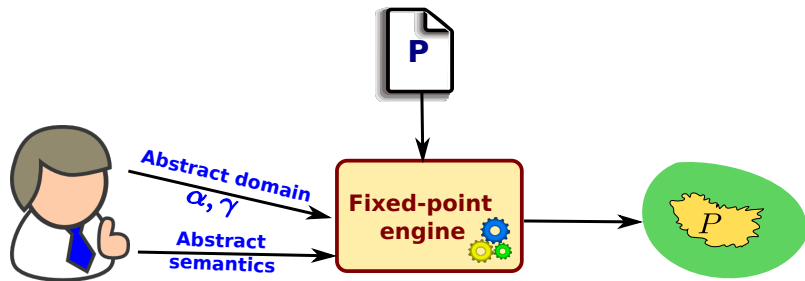 P
Abstract domain
α, γ
Abstract
semantics
Fixed-point
engine
P